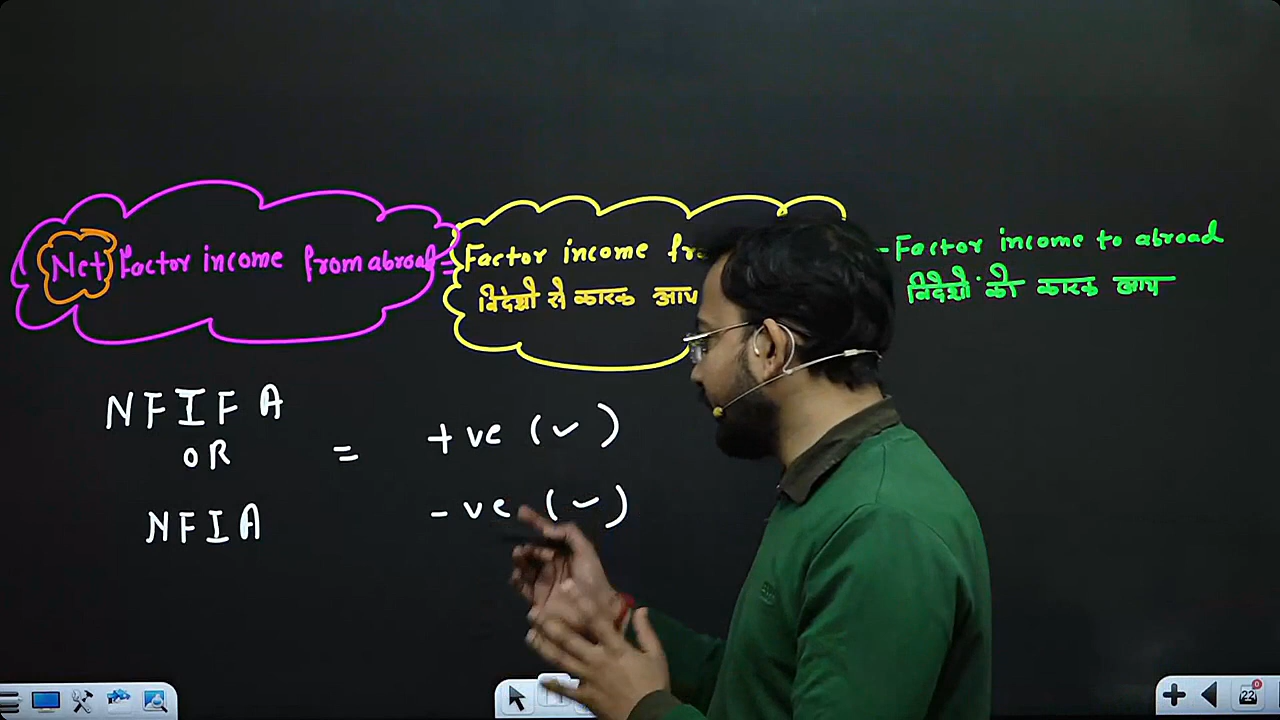 Net Factor income from abroad = Factor income - Factor income to abroad
विदेशो से कारक आय विदेशो को कारक आय
NFIFA
OR
=
+ve (✓)
NFIA
-ve (✓)
22